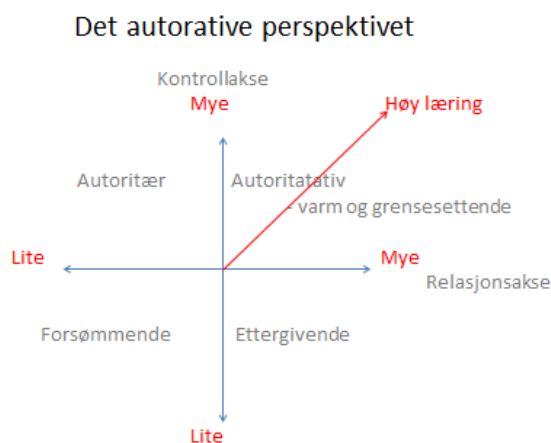 Det autorative perspektivet
Kontrollakse
Mye
Høy læring
Autoritær
Autoritatativ
- varm og grensesettende
Lite
Mye
Relasjonsakse
Forsømmende
Ettergivende
Lite